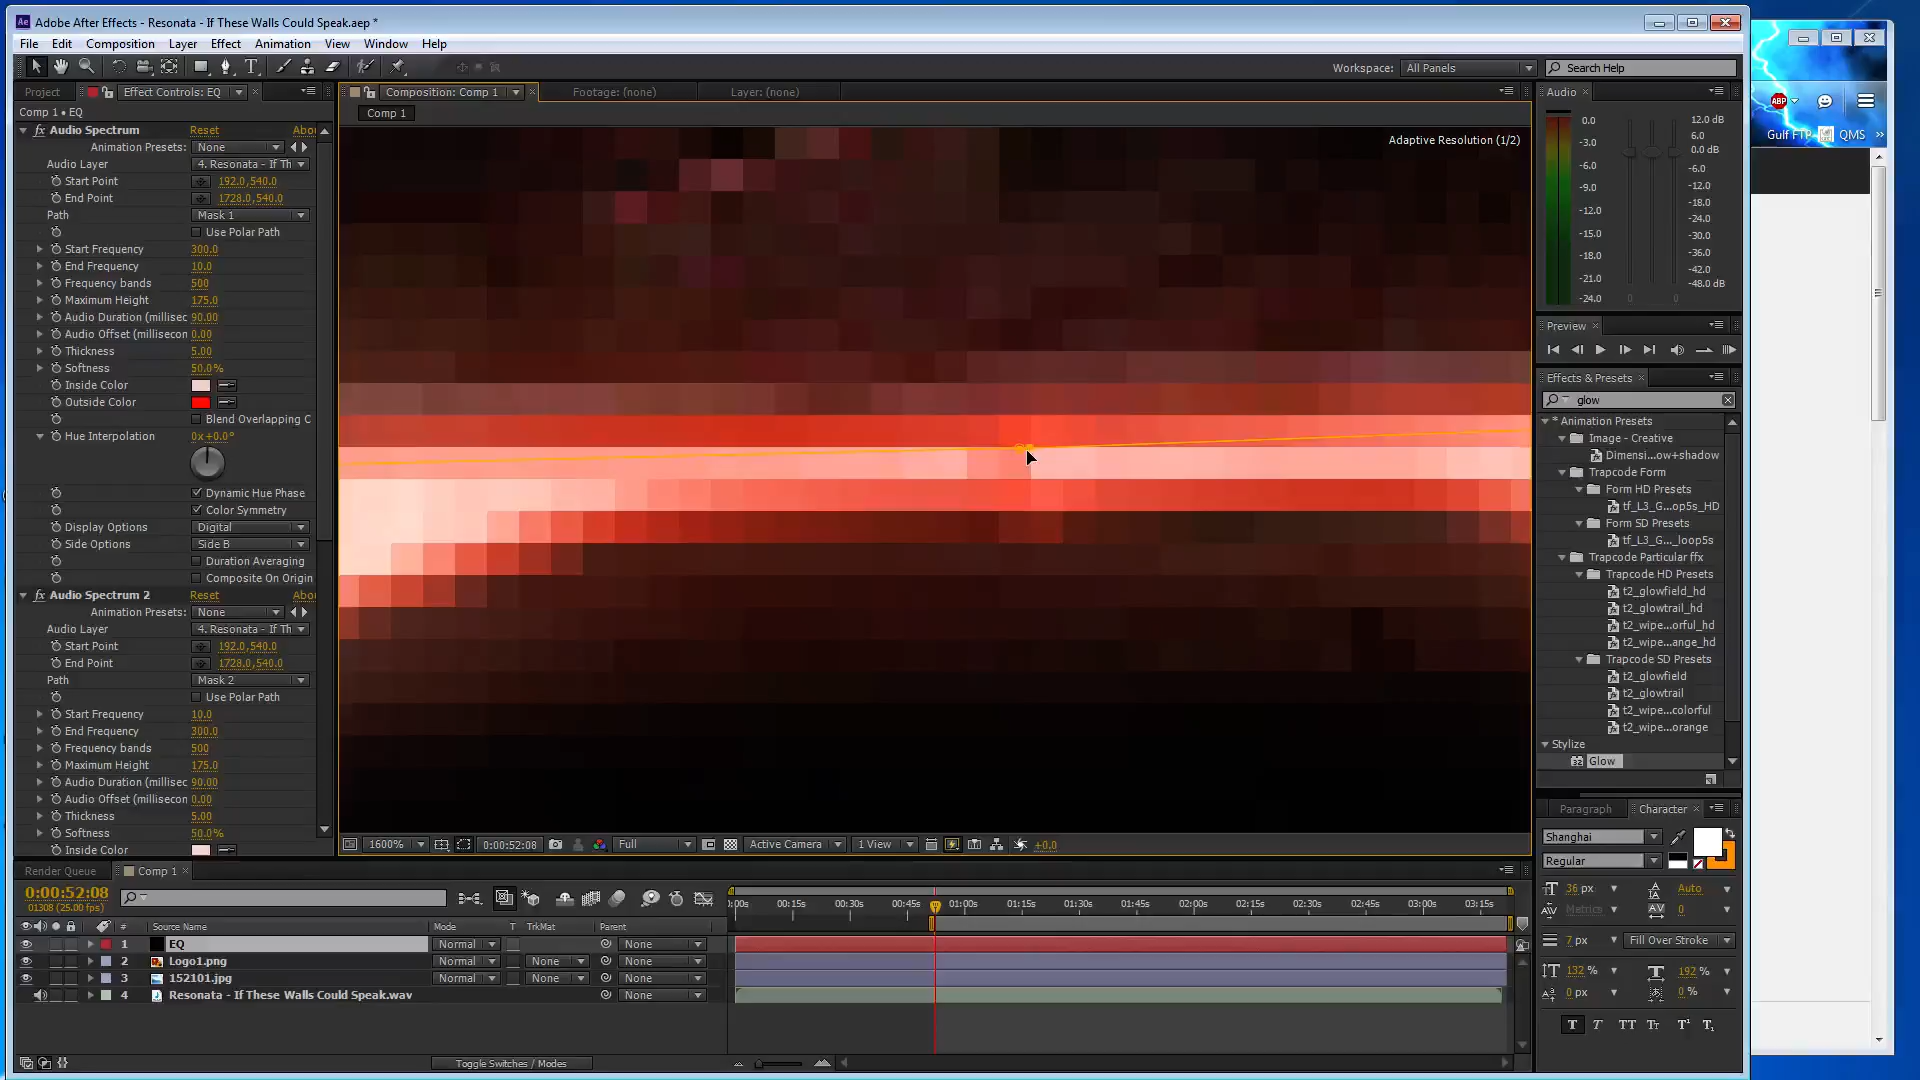 Adobe After Effects - Resonata - If These Walls Could Speak.aep *
File Edit Composition Layer Effect Animation View Window Help
Workspace: All Panels Search Help
Project Effect Controls: EQ Composition: Comp 1 Footage: (none) Layer: (none) Audio
Comp 1 • EQ
Comp 1
Adaptive Resolution (1/2)
Audio Spectrum Reset Abou
Animation Presets: None
Audio Layer 4. Resonata - If Th
Start Point 192.0,540.0
End Point 1728.0,540.0
Path Mask 1
Use Polar Path
Start Frequency 300.0
End Frequency 10.0
Frequency bands 500
Maximum Height 175.0
Audio Duration (millisec 90.00
Audio Offset (millisecon 0.00
Thickness 5.00
Softness 50.0%
Inside Color
Outside Color
Blend Overlapping C
Hue Interpolation 0x+0.0°
Dynamic Hue Phase
Color Symmetry
Display Options Digital
Side Options Side B
Duration Averaging
Composite On Origin
Audio Spectrum 2 Reset Abou
Animation Presets: None
Audio Layer 4. Resonata - If Th
Start Point 192.0,540.0
End Point 1728.0,540.0
Path Mask 2
Use Polar Path
Start Frequency 10.0
End Frequency 300.0
Frequency bands 500
Maximum Height 175.0
Audio Duration (millisec 90.00
Audio Offset (millisecon 0.00
Thickness 5.00
Softness 50.0%
Inside Color
1600% 0:00:52:08 Full Active Camera 1 View +0.0
0.0 12.0 dB
-3.0 6.0
-6.0 0.0 dB
-9.0 -6.0
-12.0 -12.0
-15.0 -18.0
-18.0 -24.0
-21.0 -30.0
-24.0 -36.0
-42.0
-48.0 dB
0 0
Preview
Effects & Presets
glow
* Animation Presets
Image - Creative
Dimensi...ow+shadow
Trapcode Form
Form HD Presets
tf_L3_G...op5s_HD
Form SD Presets
tf_L3_G..._loop5s
Trapcode Particular ffx
Trapcode HD Presets
t2_glowfield_hd
t2_glowtrail_hd
t2_wipe...orful_hd
t2_wipe...ange_hd
Trapcode SD Presets
t2_glowfield
t2_glowtrail
t2_wipe...colorful
t2_wipe...orange
Stylize
Glow
Paragraph Character
Shanghai
Regular
36 px Auto
Metrics 0
7 px Fill Over Stroke
132 % 192 %
0 px 0 %
T T TT Tr T¹ T₁
Render Queue Comp 1
0:00:52:08
01308 (25.00 fps)
# Source Name Mode T TrkMat Parent
1 EQ Normal None
2 Logo1.png Normal None None
3 152101.jpg Normal None None
4 Resonata - If These Walls Could Speak.wav None
):00s 00:15s 00:30s 00:45s 01:00s 01:15s 01:30s 01:45s 02:00s 02:15s 02:30s 02:45s 03:00s 03:15s
Toggle Switches / Modes
ABP
Gulf FTP QMS »